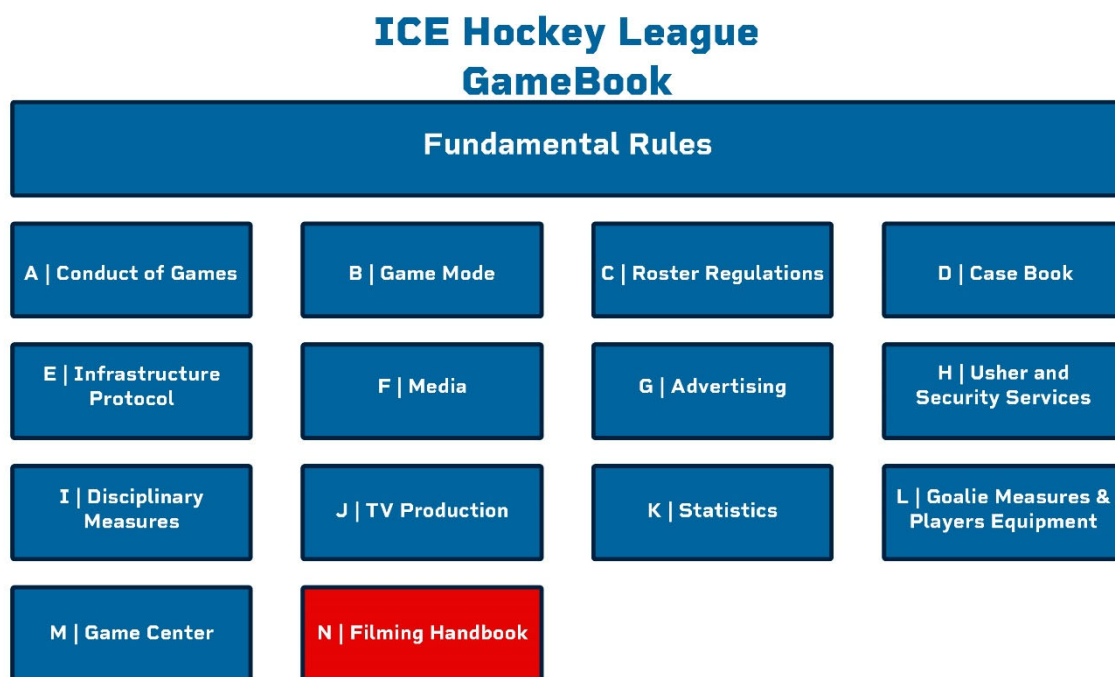 ICE Hockey League
GameBook
Fundamental Rules
A | Conduct of Games
B | Game Mode
C | Roster Regulations
D | Case Book
E | Infrastructure
Protocol
F | Media
G | Advertising
H | Usher and
Security Services
I | Disciplinary
Measures
J | TV Production
K | Statistics
L | Goalie Measures &
Players Equipment
M | Game Center
N | Filming Handbook